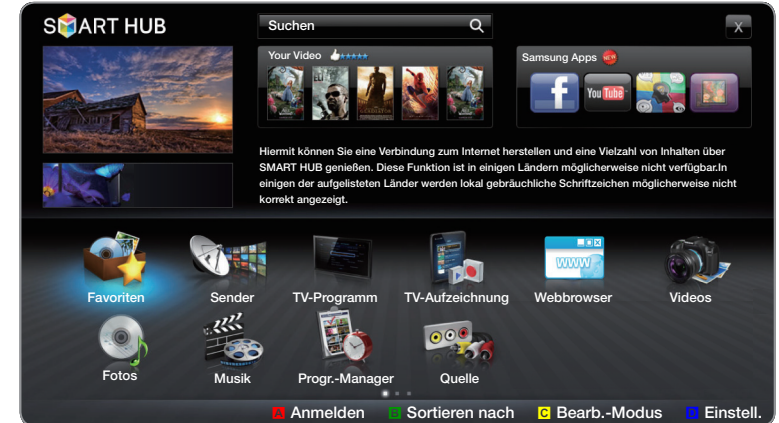 SMART HUB
Suchen
X
Your Video
Samsung Apps NEW
f
You Tube
Hiermit können Sie eine Verbindung zum Internet herstellen und eine Vielzahl von Inhalten über
SMART HUB genießen. Diese Funktion ist in einigen Ländern möglicherweise nicht verfügbar.In
einigen der aufgelisteten Länder werden lokal gebräuchliche Schriftzeichen möglicherweise nicht
korrekt angezeigt.
www
Favoriten Sender TV-Programm TV-Aufzeichnung Webbrowser Videos
Fotos Musik Progr.-Manager Quelle
A Anmelden B Sortieren nach C Bearb.-Modus D Einstell.